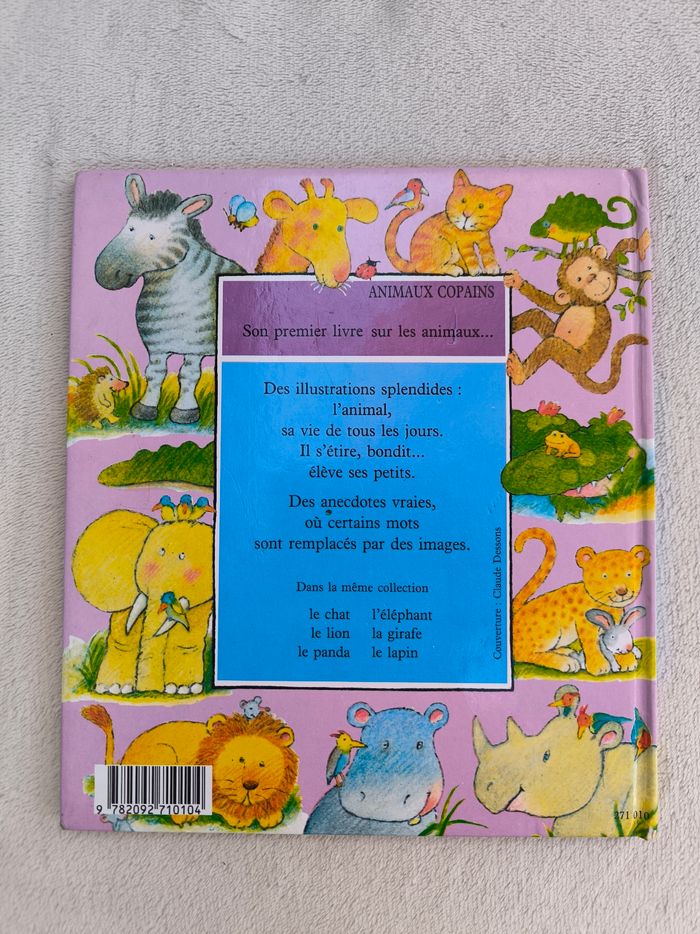 ANIMAUX COPAINS
Son premier livre sur les animaux...
Des illustrations splendides :
l'animal,
sa vie de tous les jours.
Il s'étire, bondit...
élève ses petits.
Des anecdotes vraies,
où certains mots
sont remplacés par des images.
Dans la même collection
le chat l'éléphant
le lion la girafe
le panda le lapin
Couverture : Claude Dessons
9 782092 710104
271 010